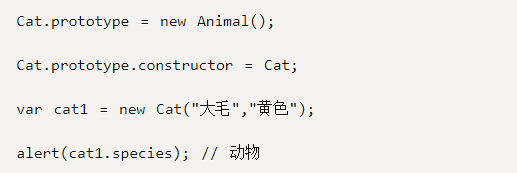 Cat.prototype = new Animal();
Cat.prototype.constructor = Cat;
var cat1 = new Cat("大毛","黄色");
alert(cat1.species); // 动物